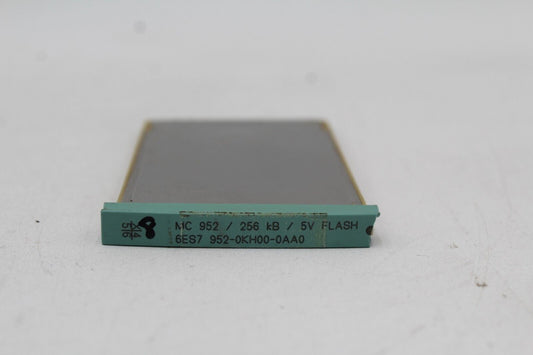 MC 952 / 256 kB / 5V FLASH
6ES7 952-0KH00-0AA0